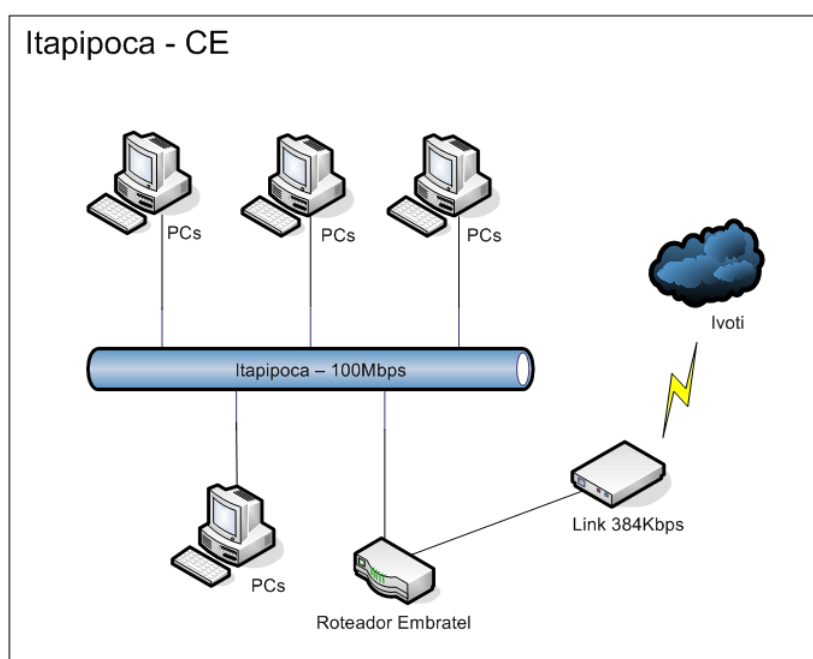 Itapipoca - CE
PCs
PCs
PCs
Ivoti
Itapipoca – 100Mbps
Link 384Kbps
PCs
Roteador Embratel